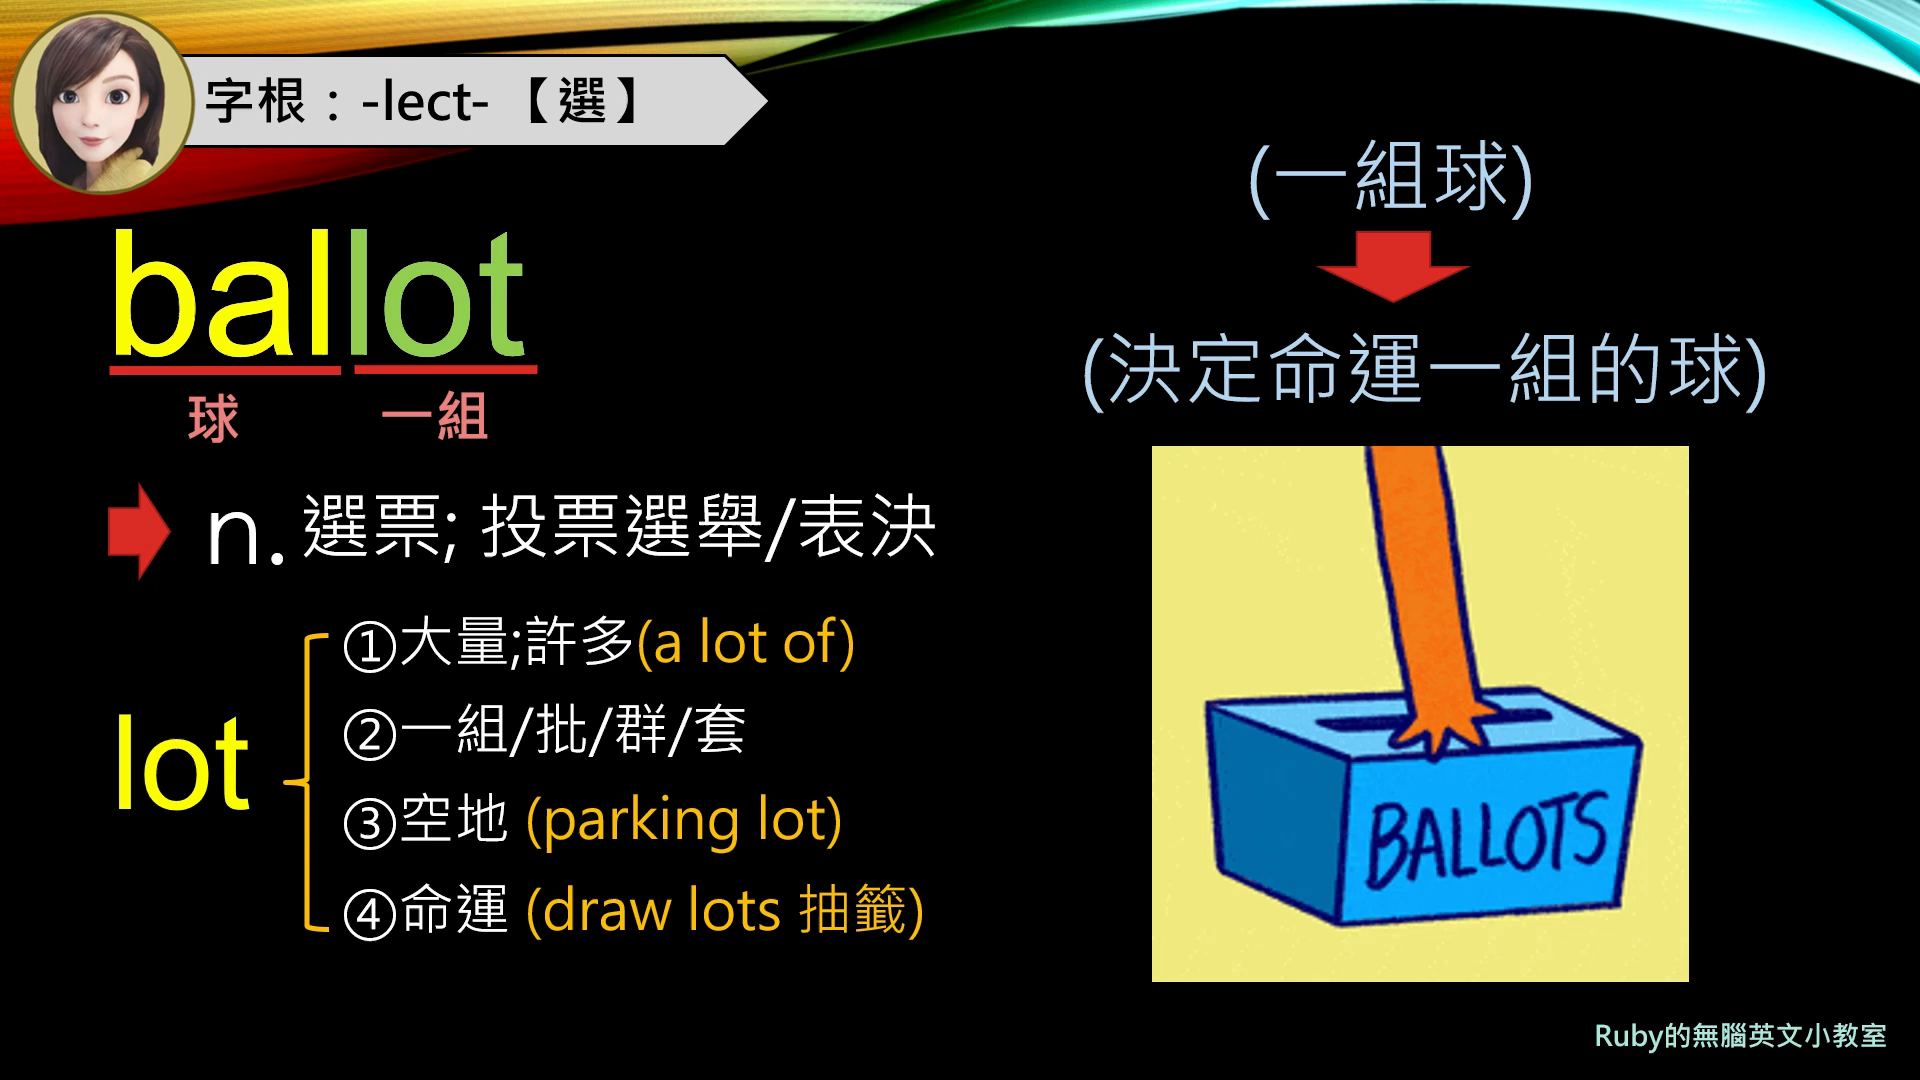 字根：-lect-【選】
ballot
球 一組
n. 選票; 投票選舉/表決
lot
①大量;許多(a lot of)
②一組/批/群/套
③空地 (parking lot)
④命運 (draw lots 抽籤)
(一組球)
(決定命運一組的球)
BALLOTS
Ruby的無腦英文小教室